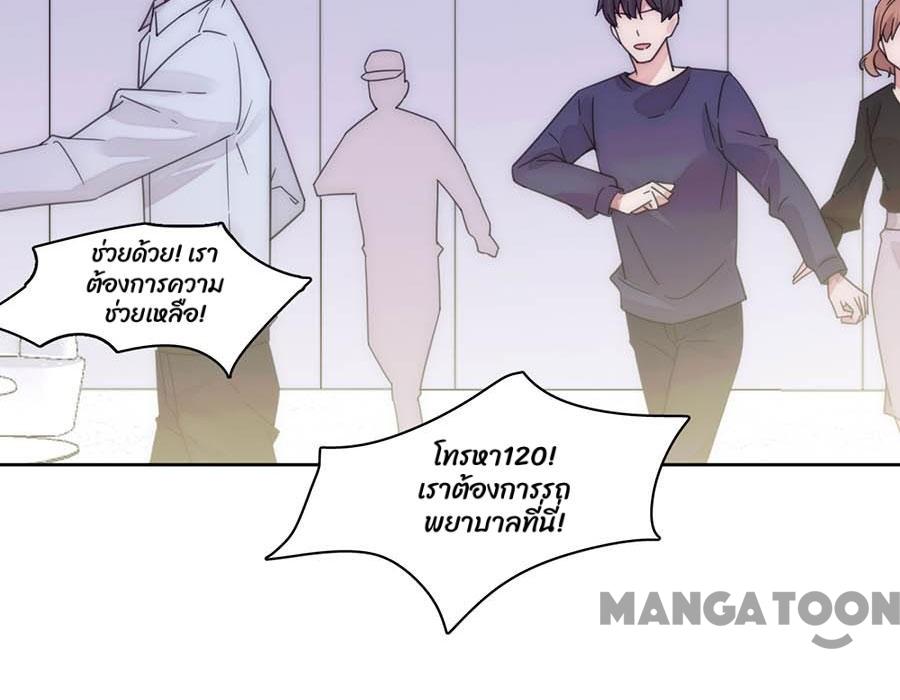 ช่วยด้วย! เรา
ต้องการความ
ช่วยเหลือ!
โทรหา120!
เราต้องการรถ
พยาบาลที่นี่!
MANGATOON